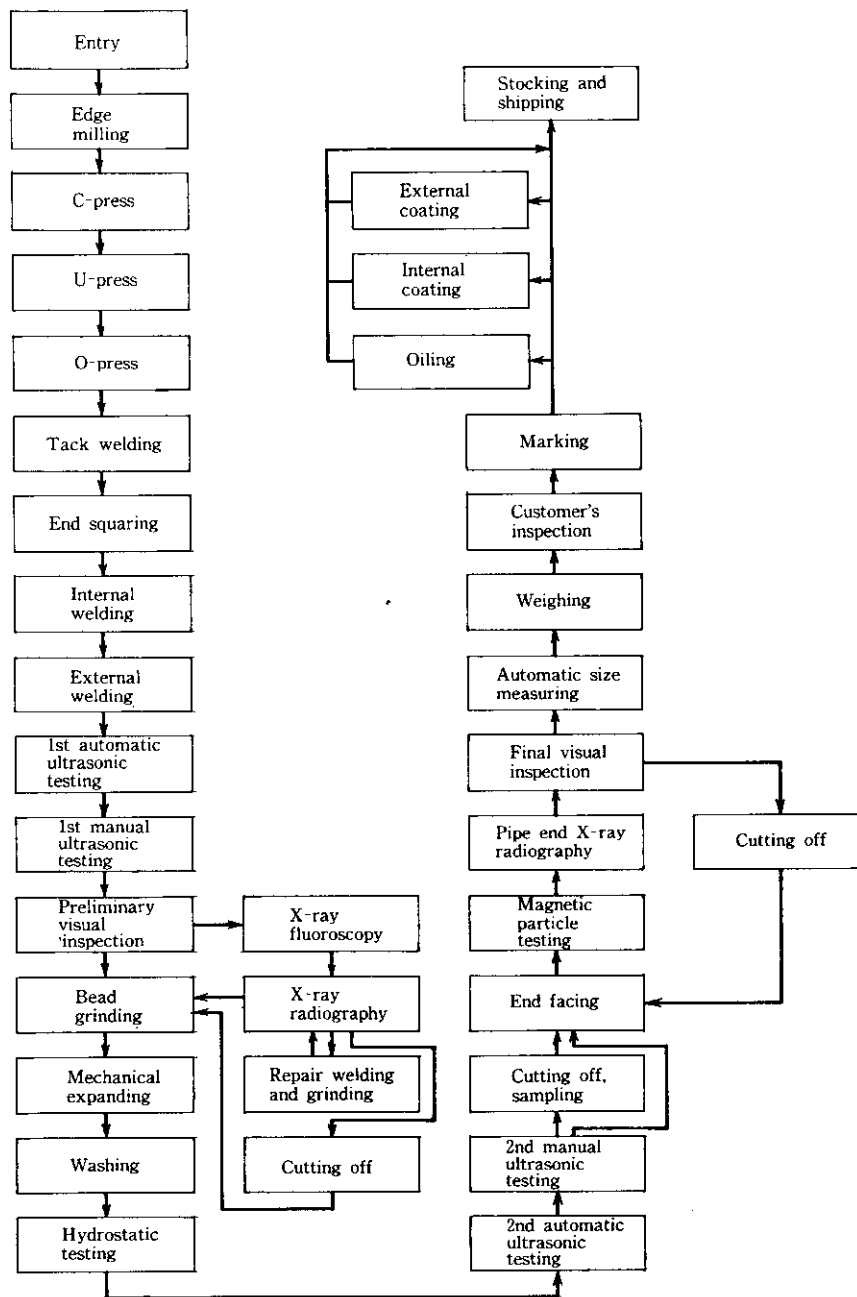 Entry
Edge
milling
C-press
U-press
O-press
Tack welding
End squaring
Internal
welding
External
welding
1st automatic
ultrasonic
testing
1st manual
ultrasonic
testing
Preliminary
visual
inspection
Bead
grinding
Mechanical
expanding
Washing
Hydrostatic
testing
X-ray
fluoroscopy
X-ray
radiography
Repair welding
and grinding
Cutting off
Stocking and
shipping
External
coating
Internal
coating
Oiling
Marking
Customer's
inspection
Weighing
Automatic size
measuring
Final visual
inspection
Pipe end X-ray
radiography
Cutting off
Magnetic
particle
testing
End facing
Cutting off,
sampling
2nd manual
ultrasonic
testing
2nd automatic
ultrasonic
testing